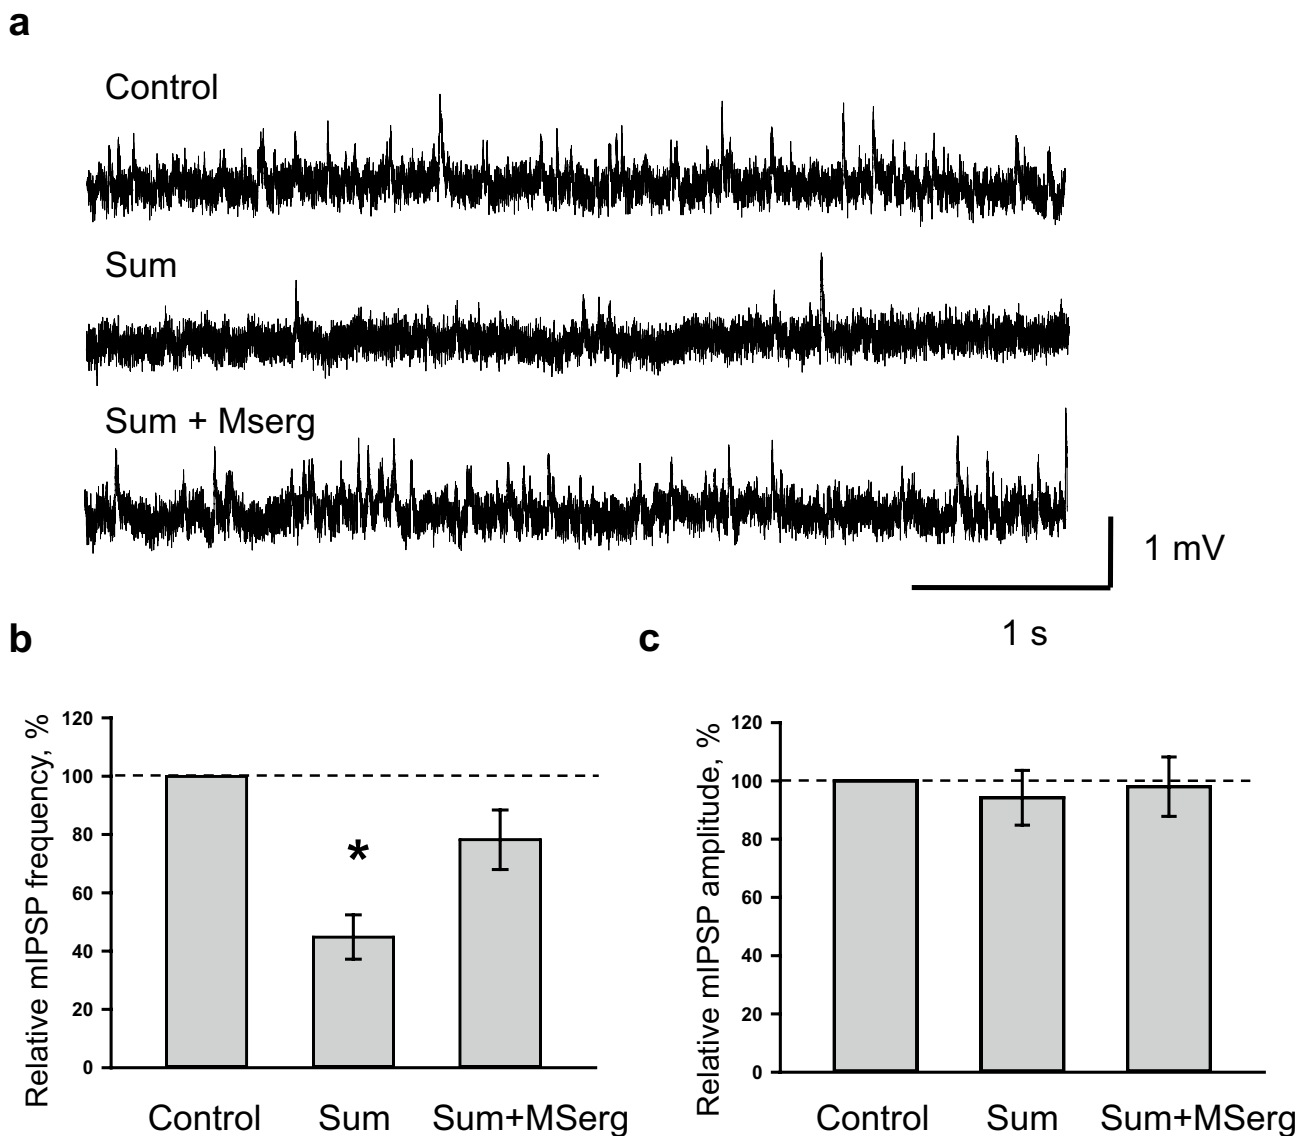 a
Control
Sum
Sum + Mserg
1 mV
1 s
b
Relative mIPSP frequency, %
120
100
80
60
40
20
0
*
Control Sum Sum+MSerg
c
Relative mIPSP amplitude, %
120
100
80
60
40
20
0
Control Sum Sum+MSerg